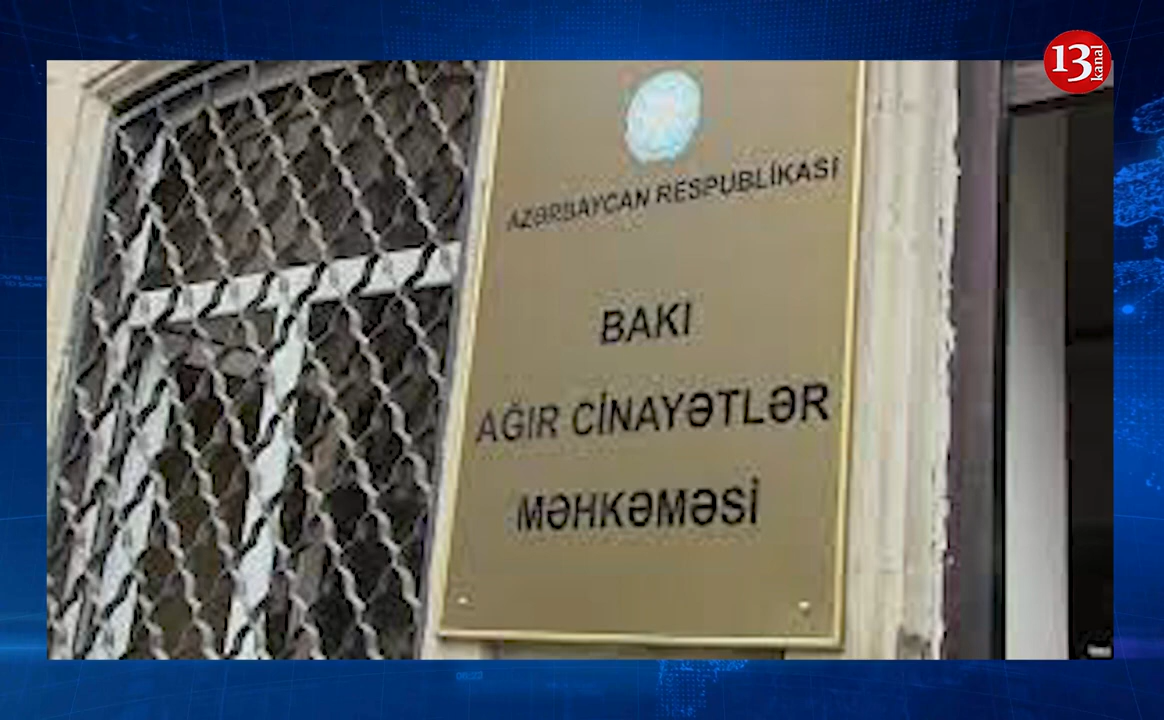 13 kanal
AZƏRBAYCAN RESPUBLİKASI
BAKI
AĞIR CİNAYƏTLƏR
MƏHKƏMƏSİ